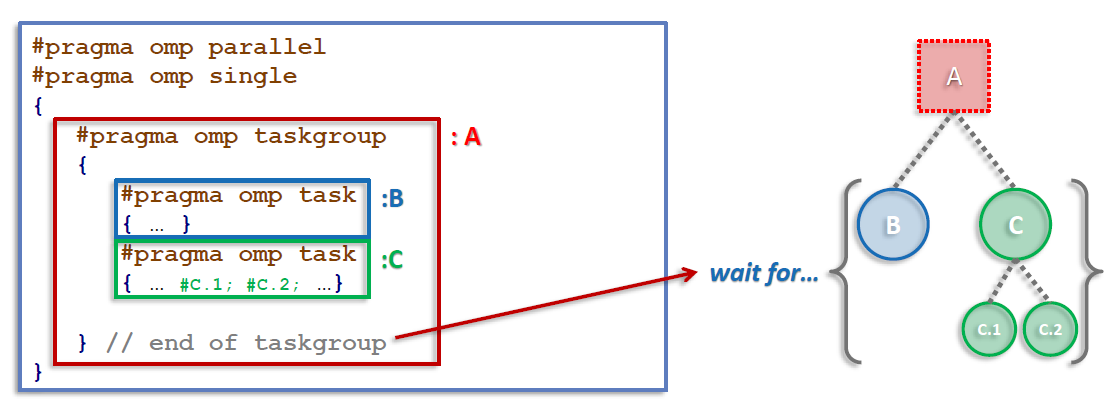 #pragma omp parallel
#pragma omp single
{
#pragma omp taskgroup : A
{
#pragma omp task :B
{ … }
#pragma omp task :C
{ … #C.1; #C.2; …}
} // end of taskgroup
}
wait for…
A
B C
C.1 C.2